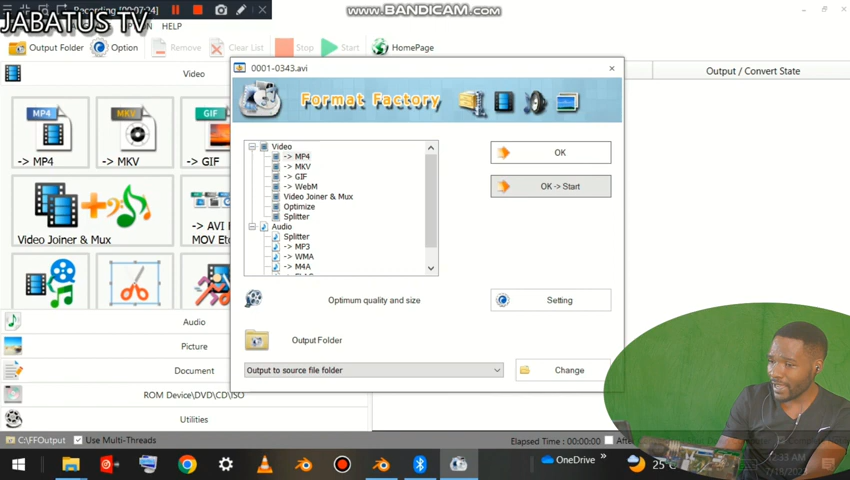 Recording [00:07:24]
www.BANDICAM.com
JABATUS TV
OPTION HELP
Output Folder Option Remove Clear List Stop Start HomePage
Video
Output / Convert State
0001-0343.avi
Format Factory
MP4
-> MP4
MKV
-> MKV
GIF
-> GIF
Video Joiner & Mux
-> AVI
MOV Etc
Video
-> MP4
-> MKV
-> GIF
-> WebM
Video Joiner & Mux
Optimize
Splitter
Audio
Splitter
-> MP3
-> WMA
-> M4A
OK
OK -> Start
Optimum quality and size
Setting
Output Folder
Output to source file folder
Change
Audio
Picture
Document
ROM Device\DVD\CD\ISO
Utilities
C:\FFOutput Use Multi-Threads
Elapsed Time : 00:00:00
OneDrive
25°